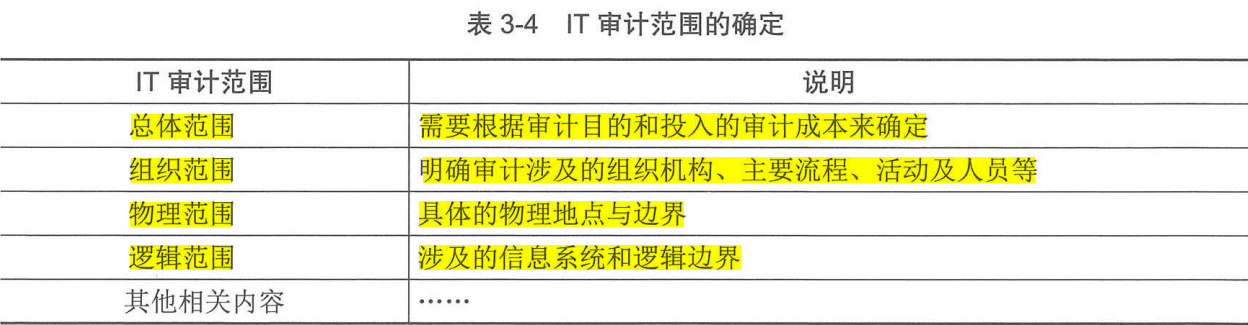 表 3-4 IT 审计范围的确定
IT 审计范围 说明
总体范围 需要根据审计目的和投入的审计成本来确定
组织范围 明确审计涉及的组织机构、主要流程、活动及人员等
物理范围 具体的物理地点与边界
逻辑范围 涉及的信息系统和逻辑边界
其他相关内容 ……